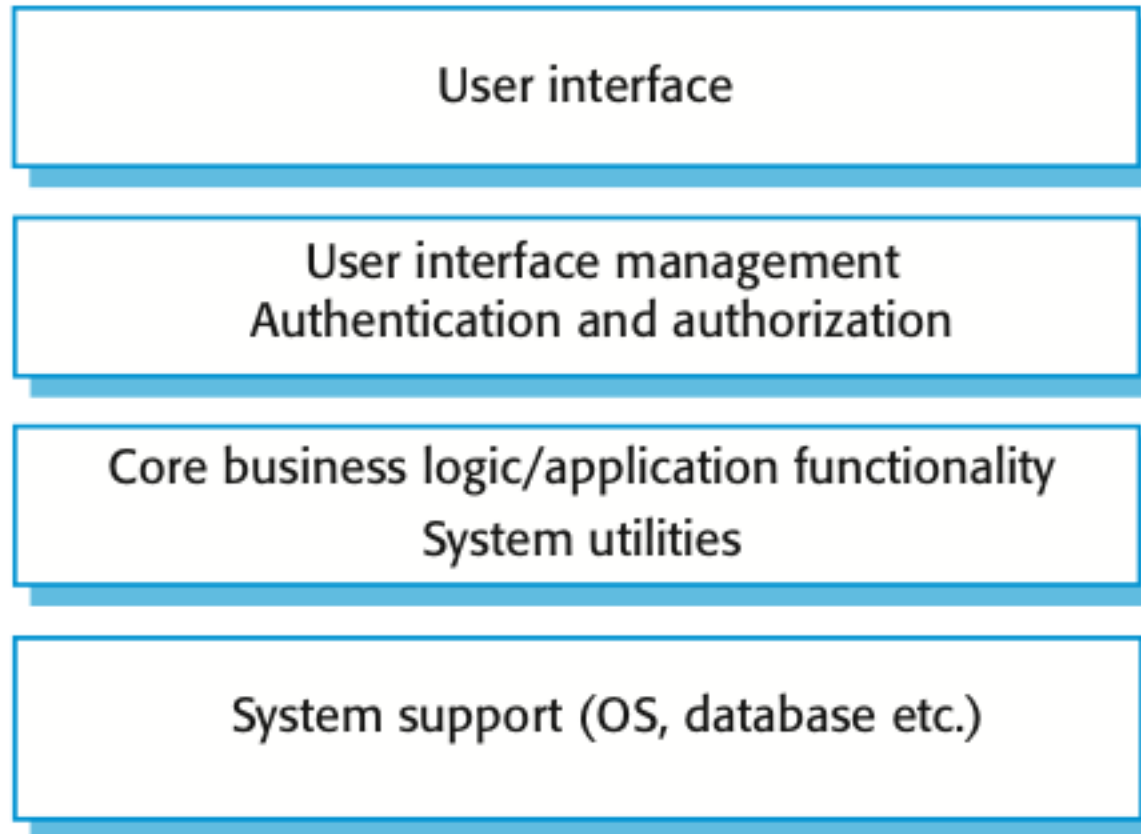 User interface
User interface management
Authentication and authorization
Core business logic/application functionality
System utilities
System support (OS, database etc.)